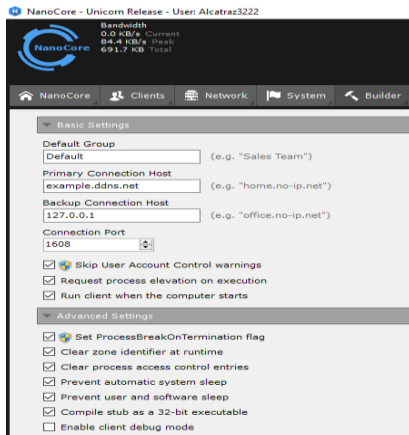 NanoCore - Unicorn Release - User: Alcatraz3222
NanoCore
Bandwidth
0.0 KB/s Current
84.4 KB/s Peak
691.7 KB Total
NanoCore Clients Network System Builder
Basic Settings
Default Group
Default (e.g. "Sales Team")
Primary Connection Host
example.ddns.net (e.g. "home.no-ip.net")
Backup Connection Host
127.0.0.1 (e.g. "office.no-ip.net")
Connection Port
1608
Skip User Account Control warnings
Request process elevation on execution
Run client when the computer starts
Advanced Settings
Set ProcessBreakOnTermination flag
Clear zone identifier at runtime
Clear process access control entries
Prevent automatic system sleep
Prevent user and software sleep
Compile stub as a 32-bit executable
Enable client debug mode